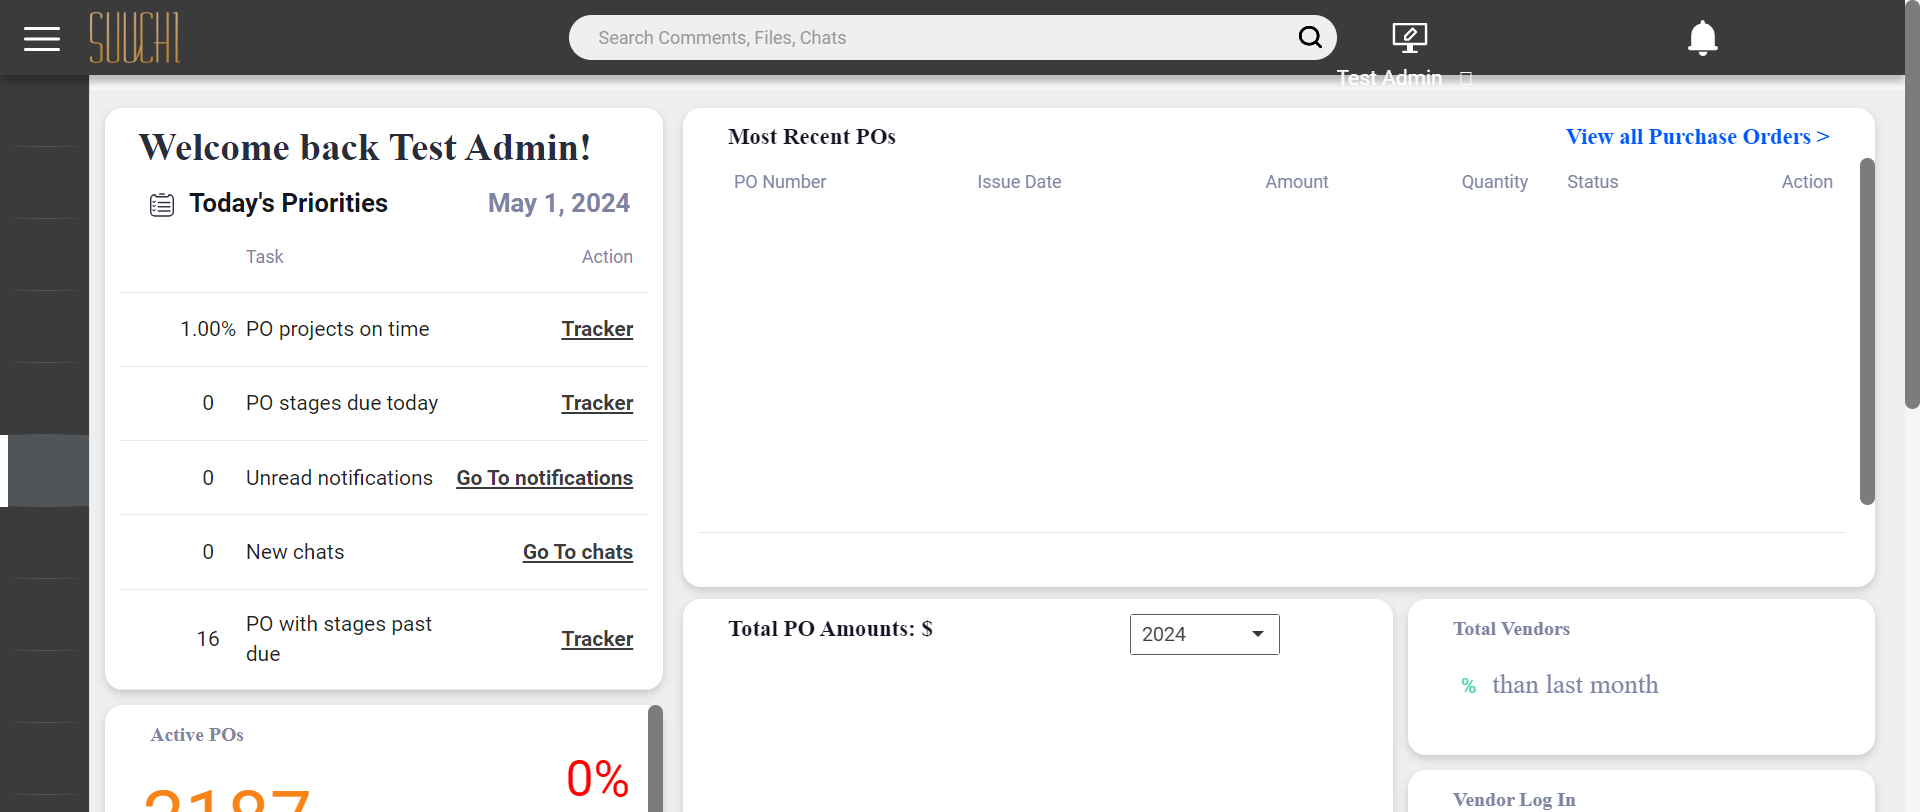 SUUCHI
Search Comments, Files, Chats
Test Admin
Welcome back Test Admin!
Today's Priorities May 1, 2024
Task Action
1.00% PO projects on time Tracker
0 PO stages due today Tracker
0 Unread notifications Go To notifications
0 New chats Go To chats
16 PO with stages past due Tracker
Active POs
0%
2187
Most Recent POs View all Purchase Orders >
PO Number Issue Date Amount Quantity Status Action
Total PO Amounts: $ 2024
Total Vendors
% than last month
Vendor Log In